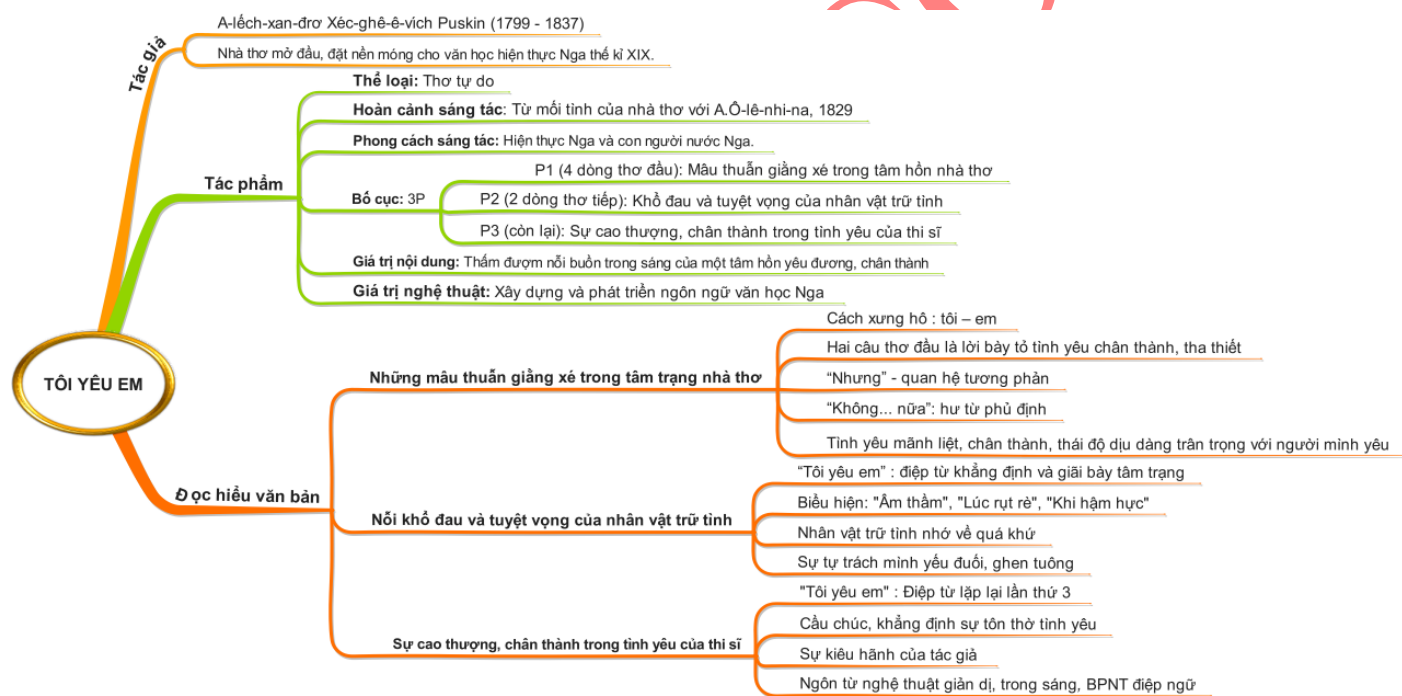 A-lếch-xan-đrơ Xéc-ghê-ê-vich Puskin (1799 - 1837)
Nhà thơ mở đầu, đặt nền móng cho văn học hiện thực Nga thế kỉ XIX.
Tác giả
Thể loại: Thơ tự do
Hoàn cảnh sáng tác: Từ mối tình của nhà thơ với A.Ô-lê-nhi-na, 1829
Phong cách sáng tác: Hiện thực Nga và con người nước Nga.
Tác phẩm
Bố cục: 3P
P1 (4 dòng thơ đầu): Mâu thuẫn giằng xé trong tâm hồn nhà thơ
P2 (2 dòng thơ tiếp): Khổ đau và tuyệt vọng của nhân vật trữ tình
P3 (còn lại): Sự cao thượng, chân thành trong tình yêu của thi sĩ
Giá trị nội dung: Thấm đượm nỗi buồn trong sáng của một tâm hồn yêu đương, chân thành
Giá trị nghệ thuật: Xây dựng và phát triển ngôn ngữ văn học Nga
TÔI YÊU EM
Đọc hiểu văn bản
Những mâu thuẫn giằng xé trong tâm trạng nhà thơ
Cách xưng hô : tôi – em
Hai câu thơ đầu là lời bày tỏ tình yêu chân thành, tha thiết
“Nhưng” - quan hệ tương phản
“Không... nữa”: hư từ phủ định
Tình yêu mãnh liệt, chân thành, thái độ dịu dàng trân trọng với người mình yêu
Nỗi khổ đau và tuyệt vọng của nhân vật trữ tình
“Tôi yêu em” : điệp từ khẳng định và giãi bày tâm trạng
Biểu hiện: "Âm thầm", "Lúc rụt rè", "Khi hậm hực"
Nhân vật trữ tình nhớ về quá khứ
Sự tự trách mình yếu đuối, ghen tuông
Sự cao thượng, chân thành trong tình yêu của thi sĩ
"Tôi yêu em" : Điệp từ lặp lại lần thứ 3
Cầu chúc, khẳng định sự tôn thờ tình yêu
Sự kiêu hãnh của tác giả
Ngôn từ nghệ thuật giản dị, trong sáng, BPNT điệp ngữ